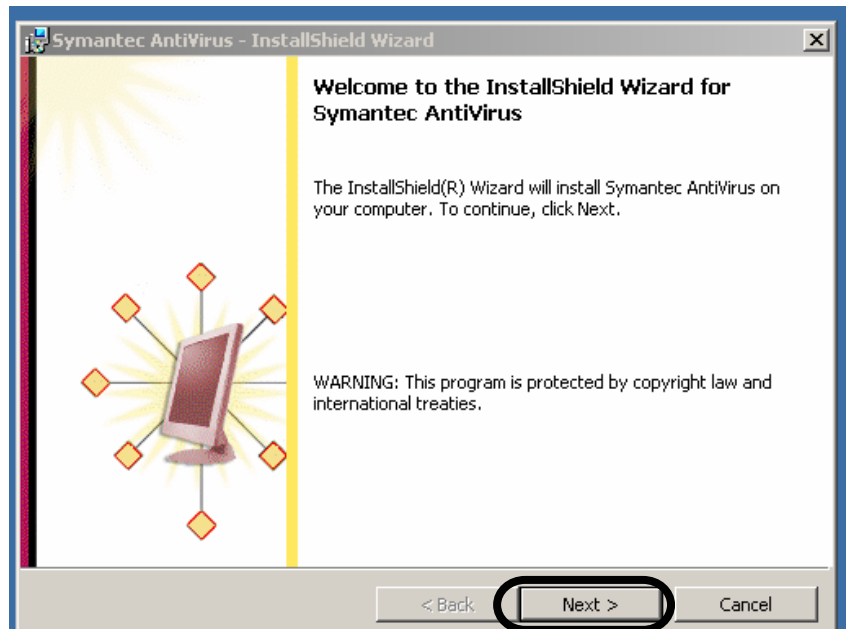 Symantec AntiVirus - InstallShield Wizard
Welcome to the InstallShield Wizard for
Symantec AntiVirus
The InstallShield(R) Wizard will install Symantec AntiVirus on
your computer. To continue, click Next.
WARNING: This program is protected by copyright law and
international treaties.
< Back
Next >
Cancel